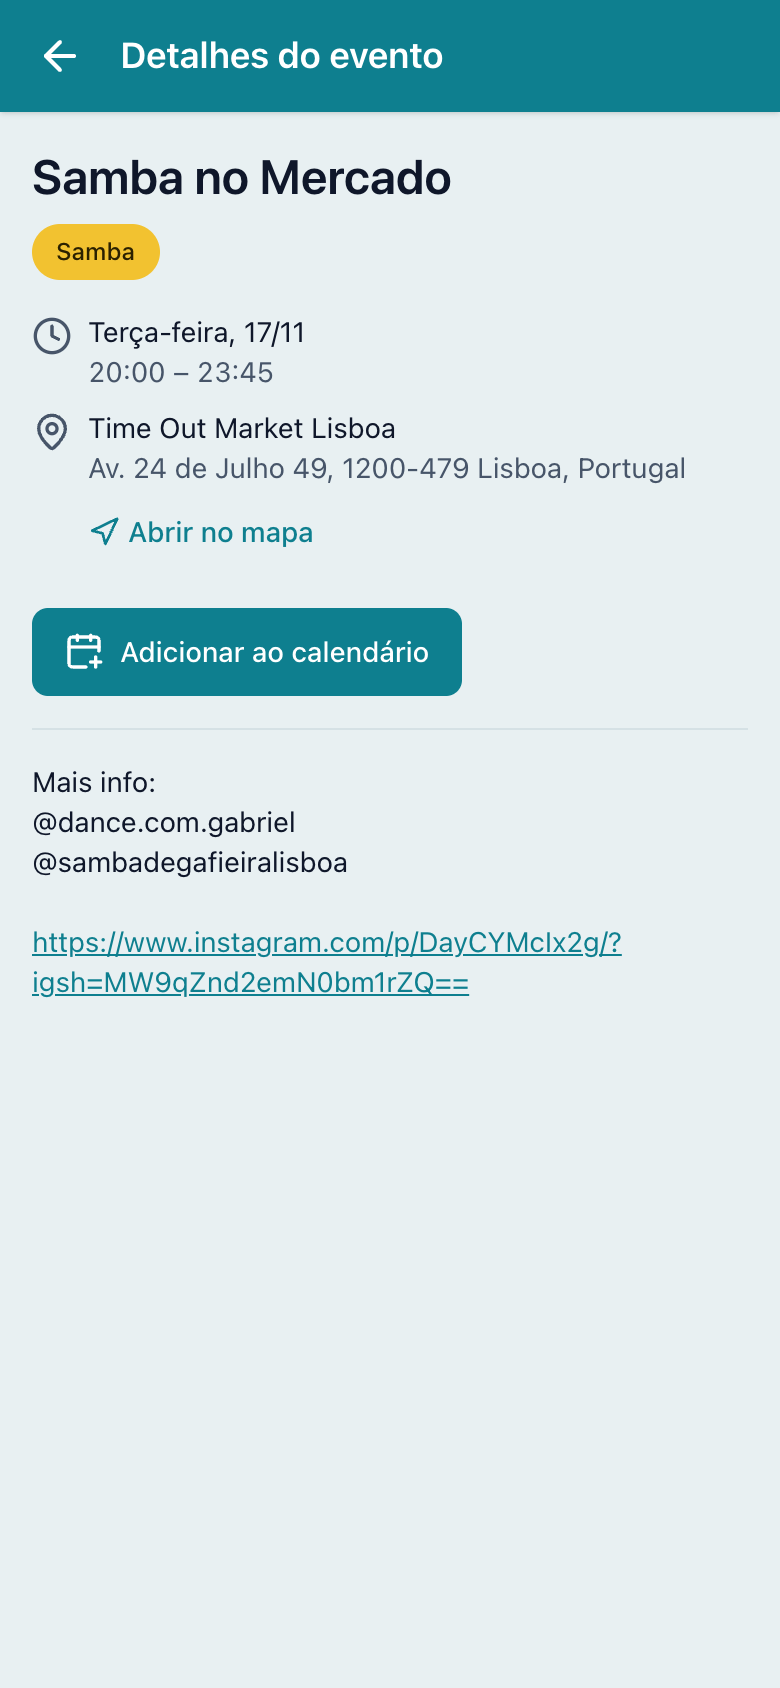 Detalhes do evento
Samba no Mercado
Samba
Terça-feira, 17/11
20:00 – 23:45
Time Out Market Lisboa
Av. 24 de Julho 49, 1200-479 Lisboa, Portugal
Abrir no mapa
Adicionar ao calendário
Mais info:
@dance.com.gabriel
@sambadegafieiralisboa
https://www.instagram.com/p/DayCYMcIx2g/?
igsh=MW9qZnd2emN0bm1rZQ==